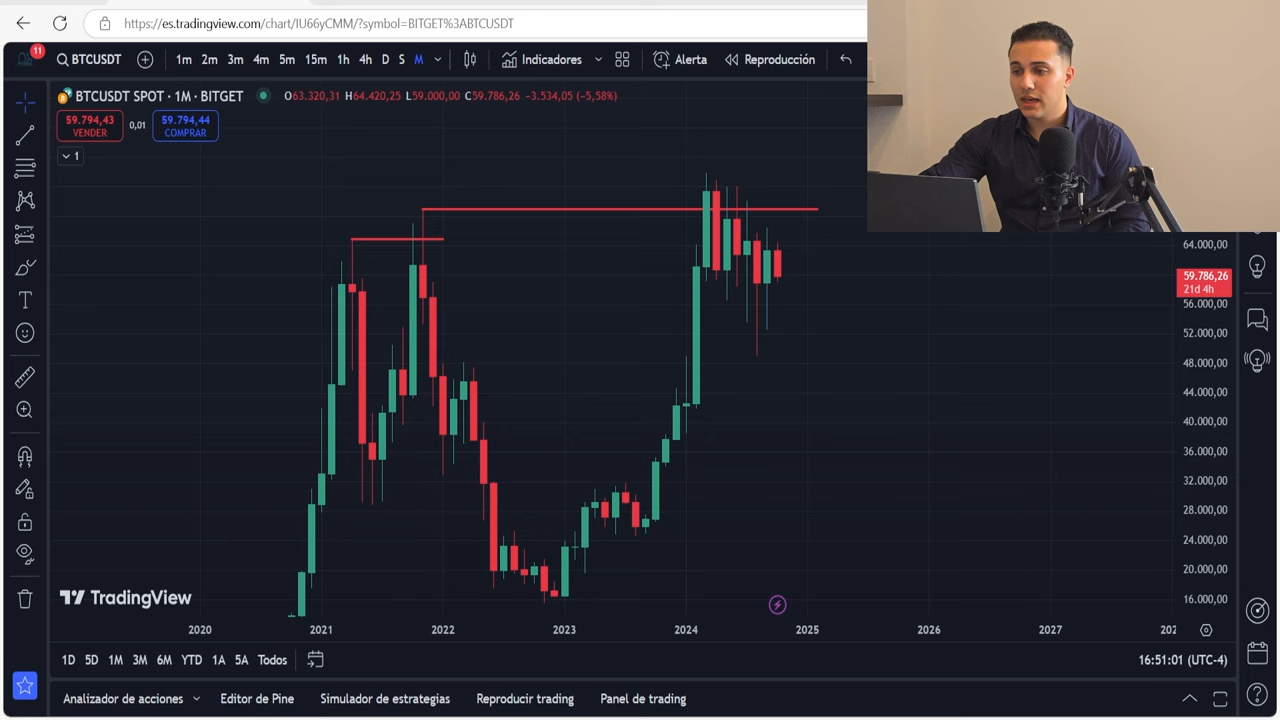 https://es.tradingview.com/chart/IU66yCMM/?symbol=BITGET%3ABTCUSDT
11
BTCUSDT 1m 2m 3m 4m 5m 15m 1h 4h D S M Indicadores Alerta Reproducción
BTCUSDT SPOT · 1M · BITGET O63.320,31 H64.420,25 L59.000,00 C59.786,26 −3.534,05 (−5,58%)
59.794,43 VENDER
0,01
59.794,44 COMPRAR
1
64.000,00
59.786,26
21d 4h
56.000,00
52.000,00
48.000,00
44.000,00
40.000,00
36.000,00
32.000,00
28.000,00
24.000,00
20.000,00
16.000,00
TradingView
2020 2021 2022 2023 2024 2025 2026 2027
1D 5D 1M 3M 6M YTD 1A 5A Todos 16:51:01 (UTC-4)
Analizador de acciones Editor de Pine Simulador de estrategias Reproducir trading Panel de trading